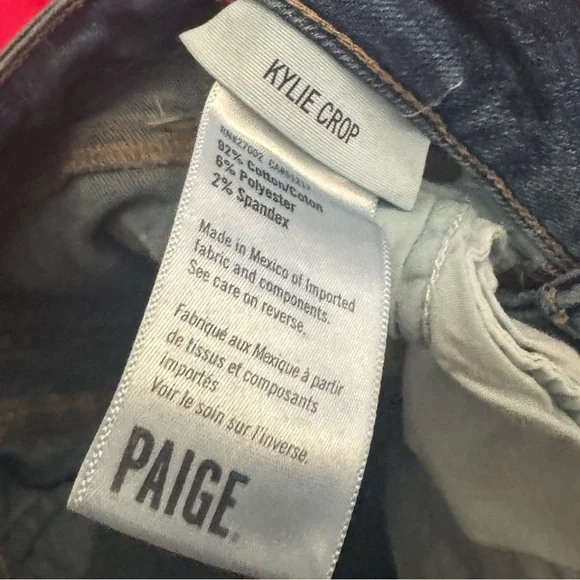 KYLIE CROP
92% Cotton/Coton
6% Polyester
2% Spandex
Made in Mexico of Imported
fabric and components.
See care on reverse.
Fabriqué aux Mexique à partir
de tissus et composants
importés
Voir le soin sur l'inverse.
PAIGE